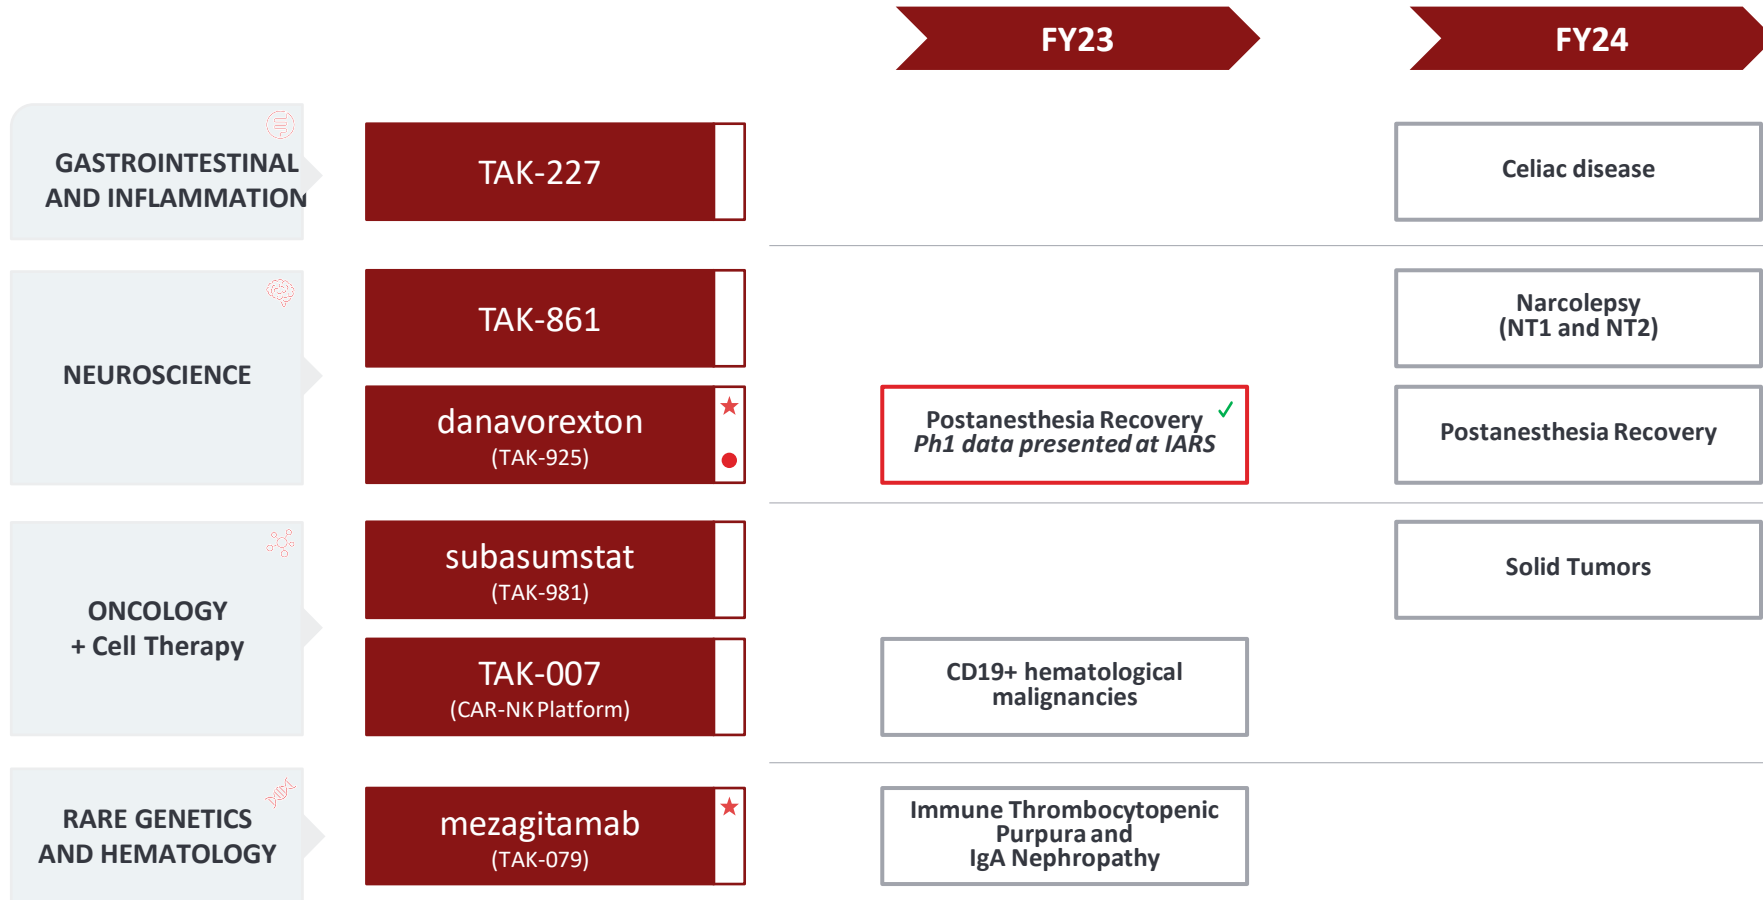 FY23
FY24
GASTROINTESTINAL
AND INFLAMMATION
TAK-227
Celiac disease
NEUROSCIENCE
TAK-861
Narcolepsy
(NT1 and NT2)
danavorexton
(TAK-925)
Postanesthesia Recovery
Ph1 data presented at IARS
Postanesthesia Recovery
ONCOLOGY
+ Cell Therapy
subasumstat
(TAK-981)
Solid Tumors
TAK-007
(CAR-NK Platform)
CD19+ hematological
malignancies
RARE GENETICS
AND HEMATOLOGY
mezagitamab
(TAK-079)
Immune Thrombocytopenic
Purpura and
IgA Nephropathy